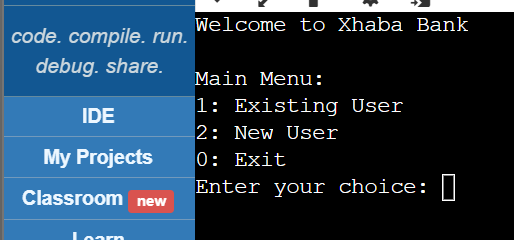 code. compile. run.
debug. share.
IDE
My Projects
Classroom new
Learn
Welcome to Xhaba Bank
Main Menu:
1: Existing User
2: New User
0: Exit
Enter your choice: